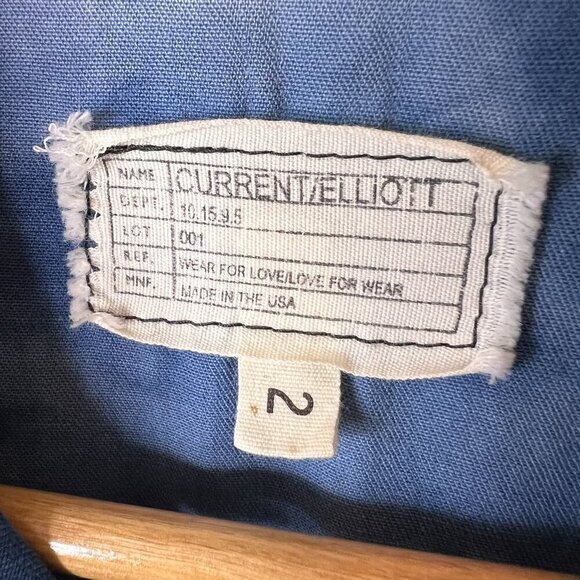 NAME CURRENT/ELLIOTT
DEPT. 10.15.9.5
LOT 001
REF. WEAR FOR LOVE/LOVE FOR WEAR
MNF. MADE IN THE USA
2